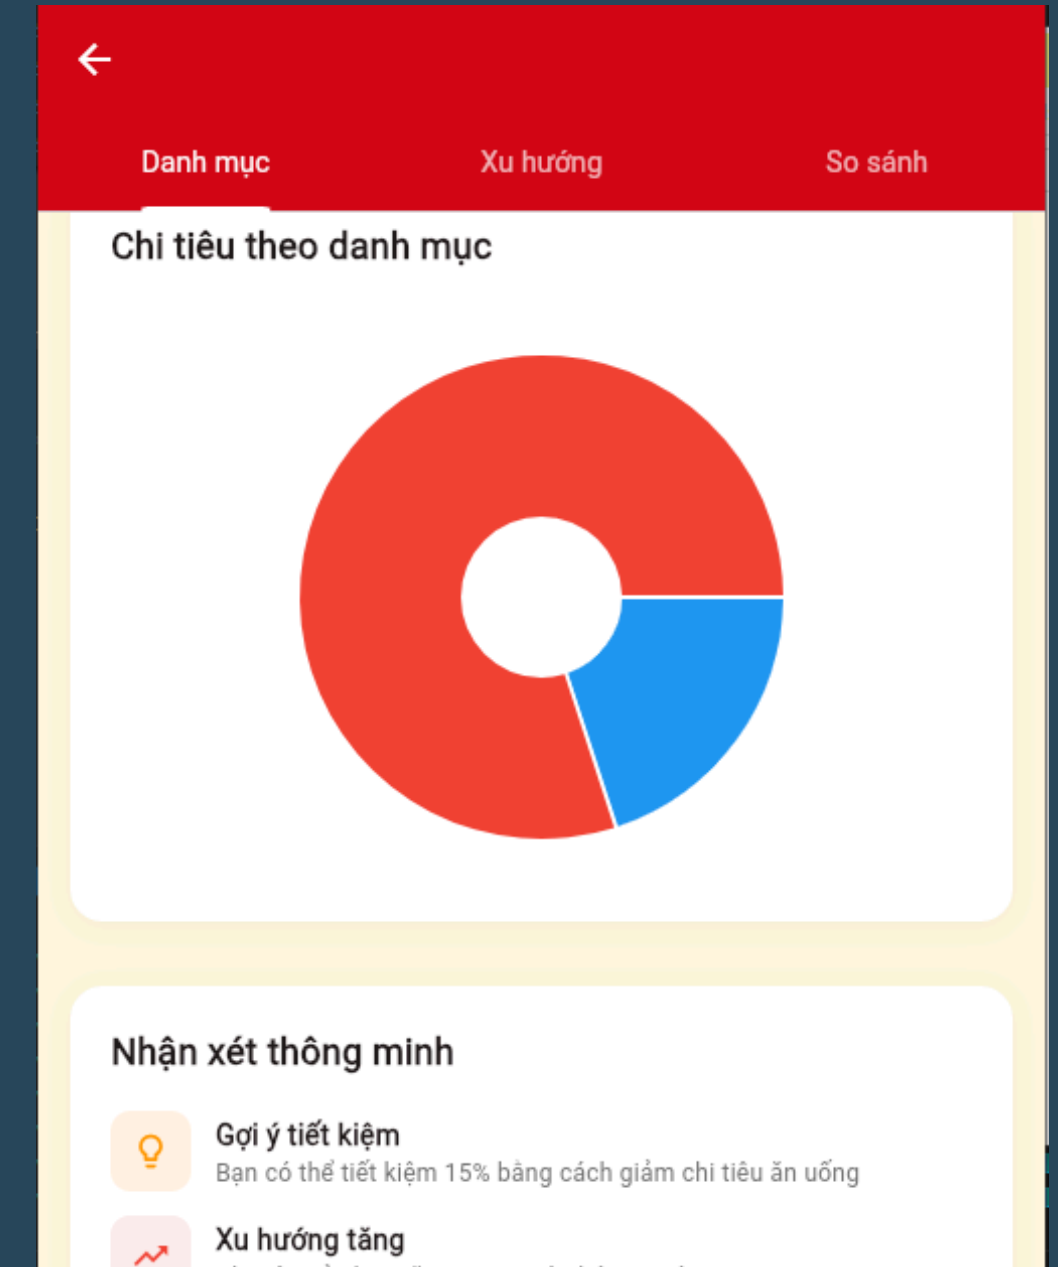 Danh mục
Xu hướng
So sánh
Chi tiêu theo danh mục
Nhận xét thông minh
Gợi ý tiết kiệm
Bạn có thể tiết kiệm 15% bằng cách giảm chi tiêu ăn uống
Xu hướng tăng